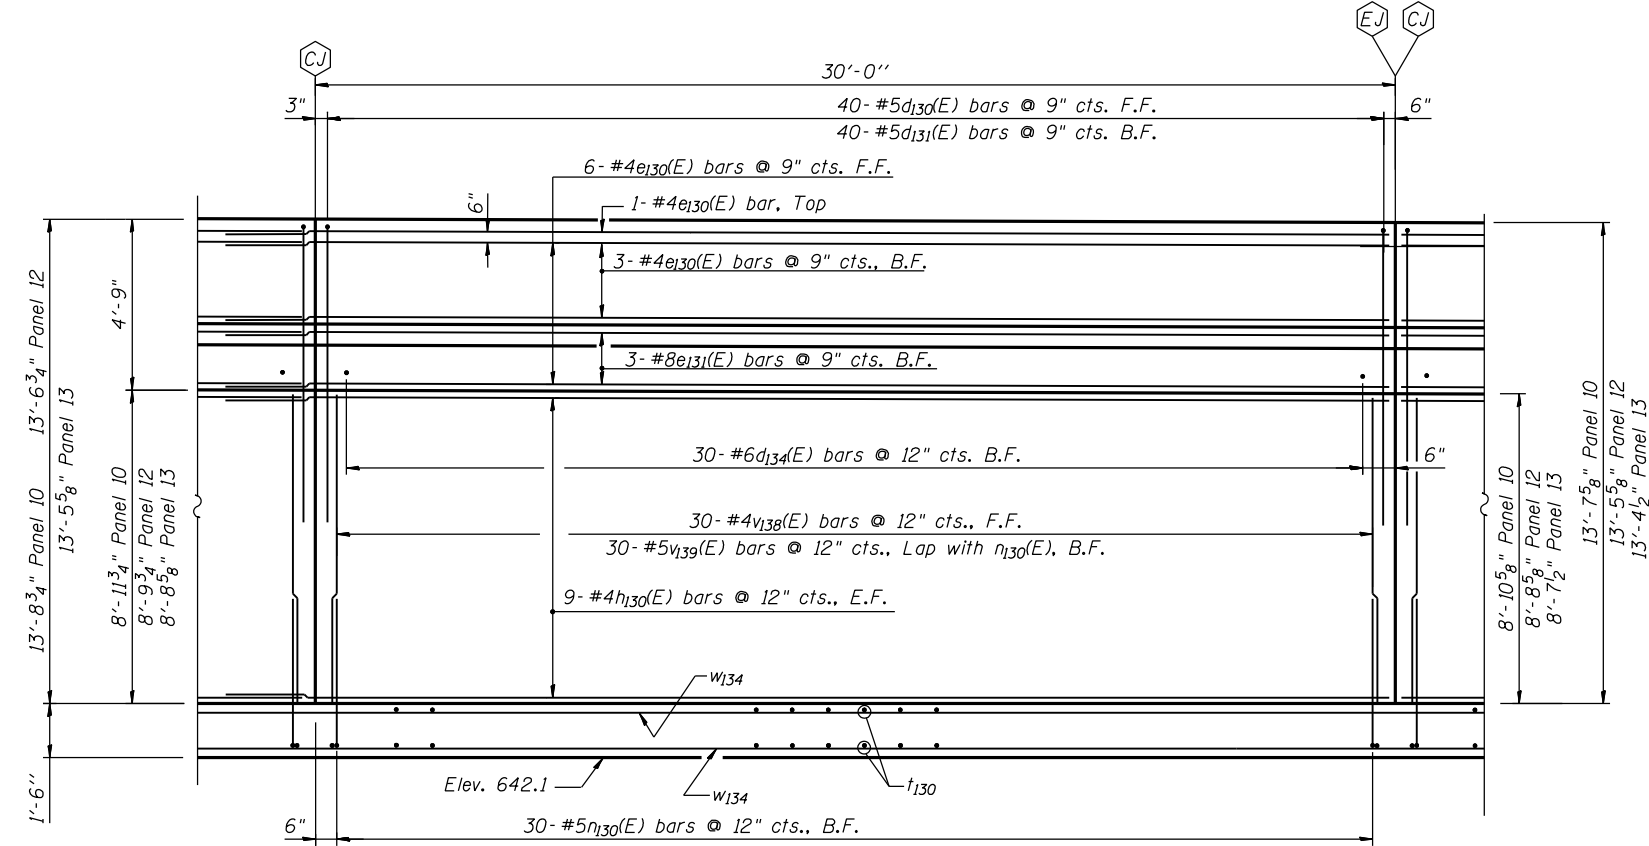 EJ
CJ
CJ
30'-0''
3"
40- #5d130(E) bars @ 9" cts. F.F.
6"
40- #5d131(E) bars @ 9" cts. B.F.
6- #4e130(E) bars @ 9" cts. F.F.
6"
1- #4e130(E) bar, Top
3- #4e130(E) bars @ 9" cts., B.F.
3- #8e131(E) bars @ 9" cts. B.F.
4'-9"
13'-8 3/4" Panel 10
13'-6 3/4" Panel 12
13'-5 5/8" Panel 13
8'-11 3/4" Panel 10
8'-9 3/4" Panel 12
8'-8 5/8" Panel 13
30- #6d134(E) bars @ 12" cts. B.F.
6"
30- #4v138(E) bars @ 12" cts., F.F.
30- #5v139(E) bars @ 12" cts., Lap with n130(E), B.F.
9- #4h130(E) bars @ 12" cts., E.F.
8'-10 5/8" Panel 10
8'-8 5/8" Panel 12
8'-7 1/2" Panel 13
13'-7 5/8" Panel 10
13'-5 5/8" Panel 12
13'-4 1/2" Panel 13
w134
1'-6''
Elev. 642.1
w134
t130
6"
30- #5n130(E) bars @ 12" cts., B.F.